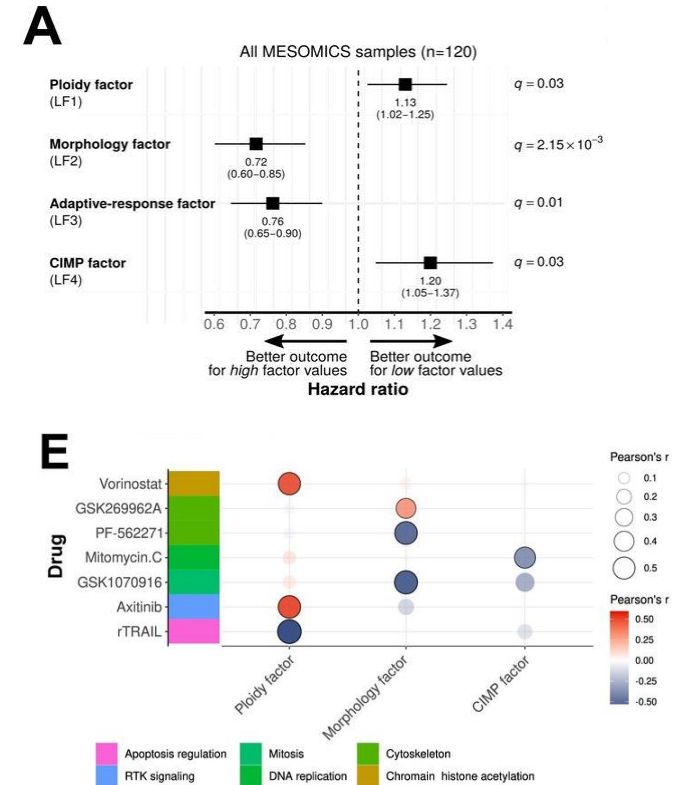 A
All MESOMICS samples (n=120)
Ploidy factor
(LF1)
1.13
(1.02–1.25)
q = 0.03
Morphology factor
(LF2)
0.72
(0.60–0.85)
q = 2.15 × 10⁻³
Adaptive-response factor
(LF3)
0.76
(0.65–0.90)
q = 0.01
CIMP factor
(LF4)
1.20
(1.05–1.37)
q = 0.03
0.6 0.7 0.8 0.9 1.0 1.1 1.2 1.3 1.4
Better outcome
for high factor values
Better outcome
for low factor values
Hazard ratio
E
Drug
Vorinostat
GSK269962A
PF-562271
Mitomycin.C
GSK1070916
Axitinib
rTRAIL
Ploidy factor
Morphology factor
CIMP factor
Pearson's r
0.1
0.2
0.3
0.4
0.5
Pearson's r
0.50
0.25
0.00
-0.25
-0.50
Apoptosis regulation
Mitosis
Cytoskeleton
RTK signaling
DNA replication
Chromain histone acetylation